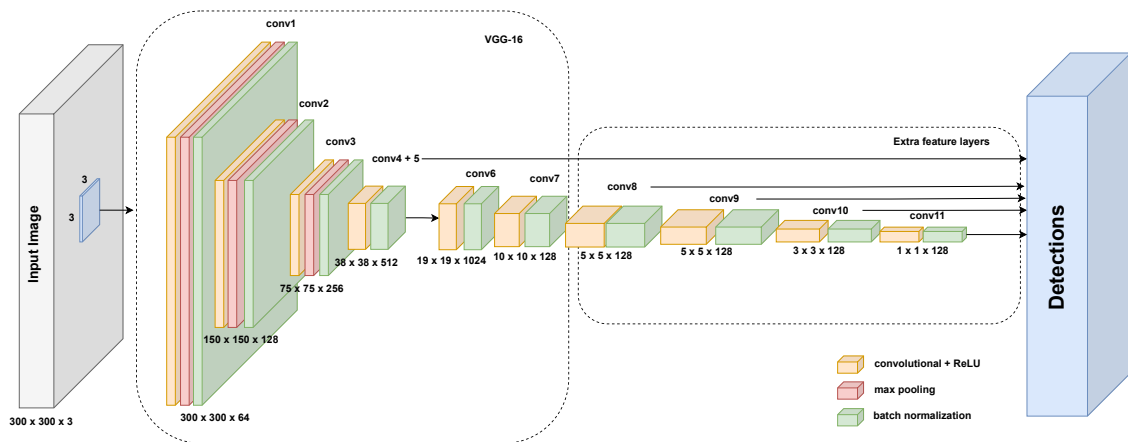 conv1
VGG-16
conv2
conv3
conv4 + 5
Extra feature layers
conv6
conv7
conv8
conv9
conv10
conv11
3
3
Input Image
Detections
38 x 38 x 512
19 x 19 x 1024
10 x 10 x 128
5 x 5 x 128
5 x 5 x 128
3 x 3 x 128
1 x 1 x 128
75 x 75 x 256
150 x 150 x 128
300 x 300 x 64
300 x 300 x 3
convolutional + ReLU
max pooling
batch normalization